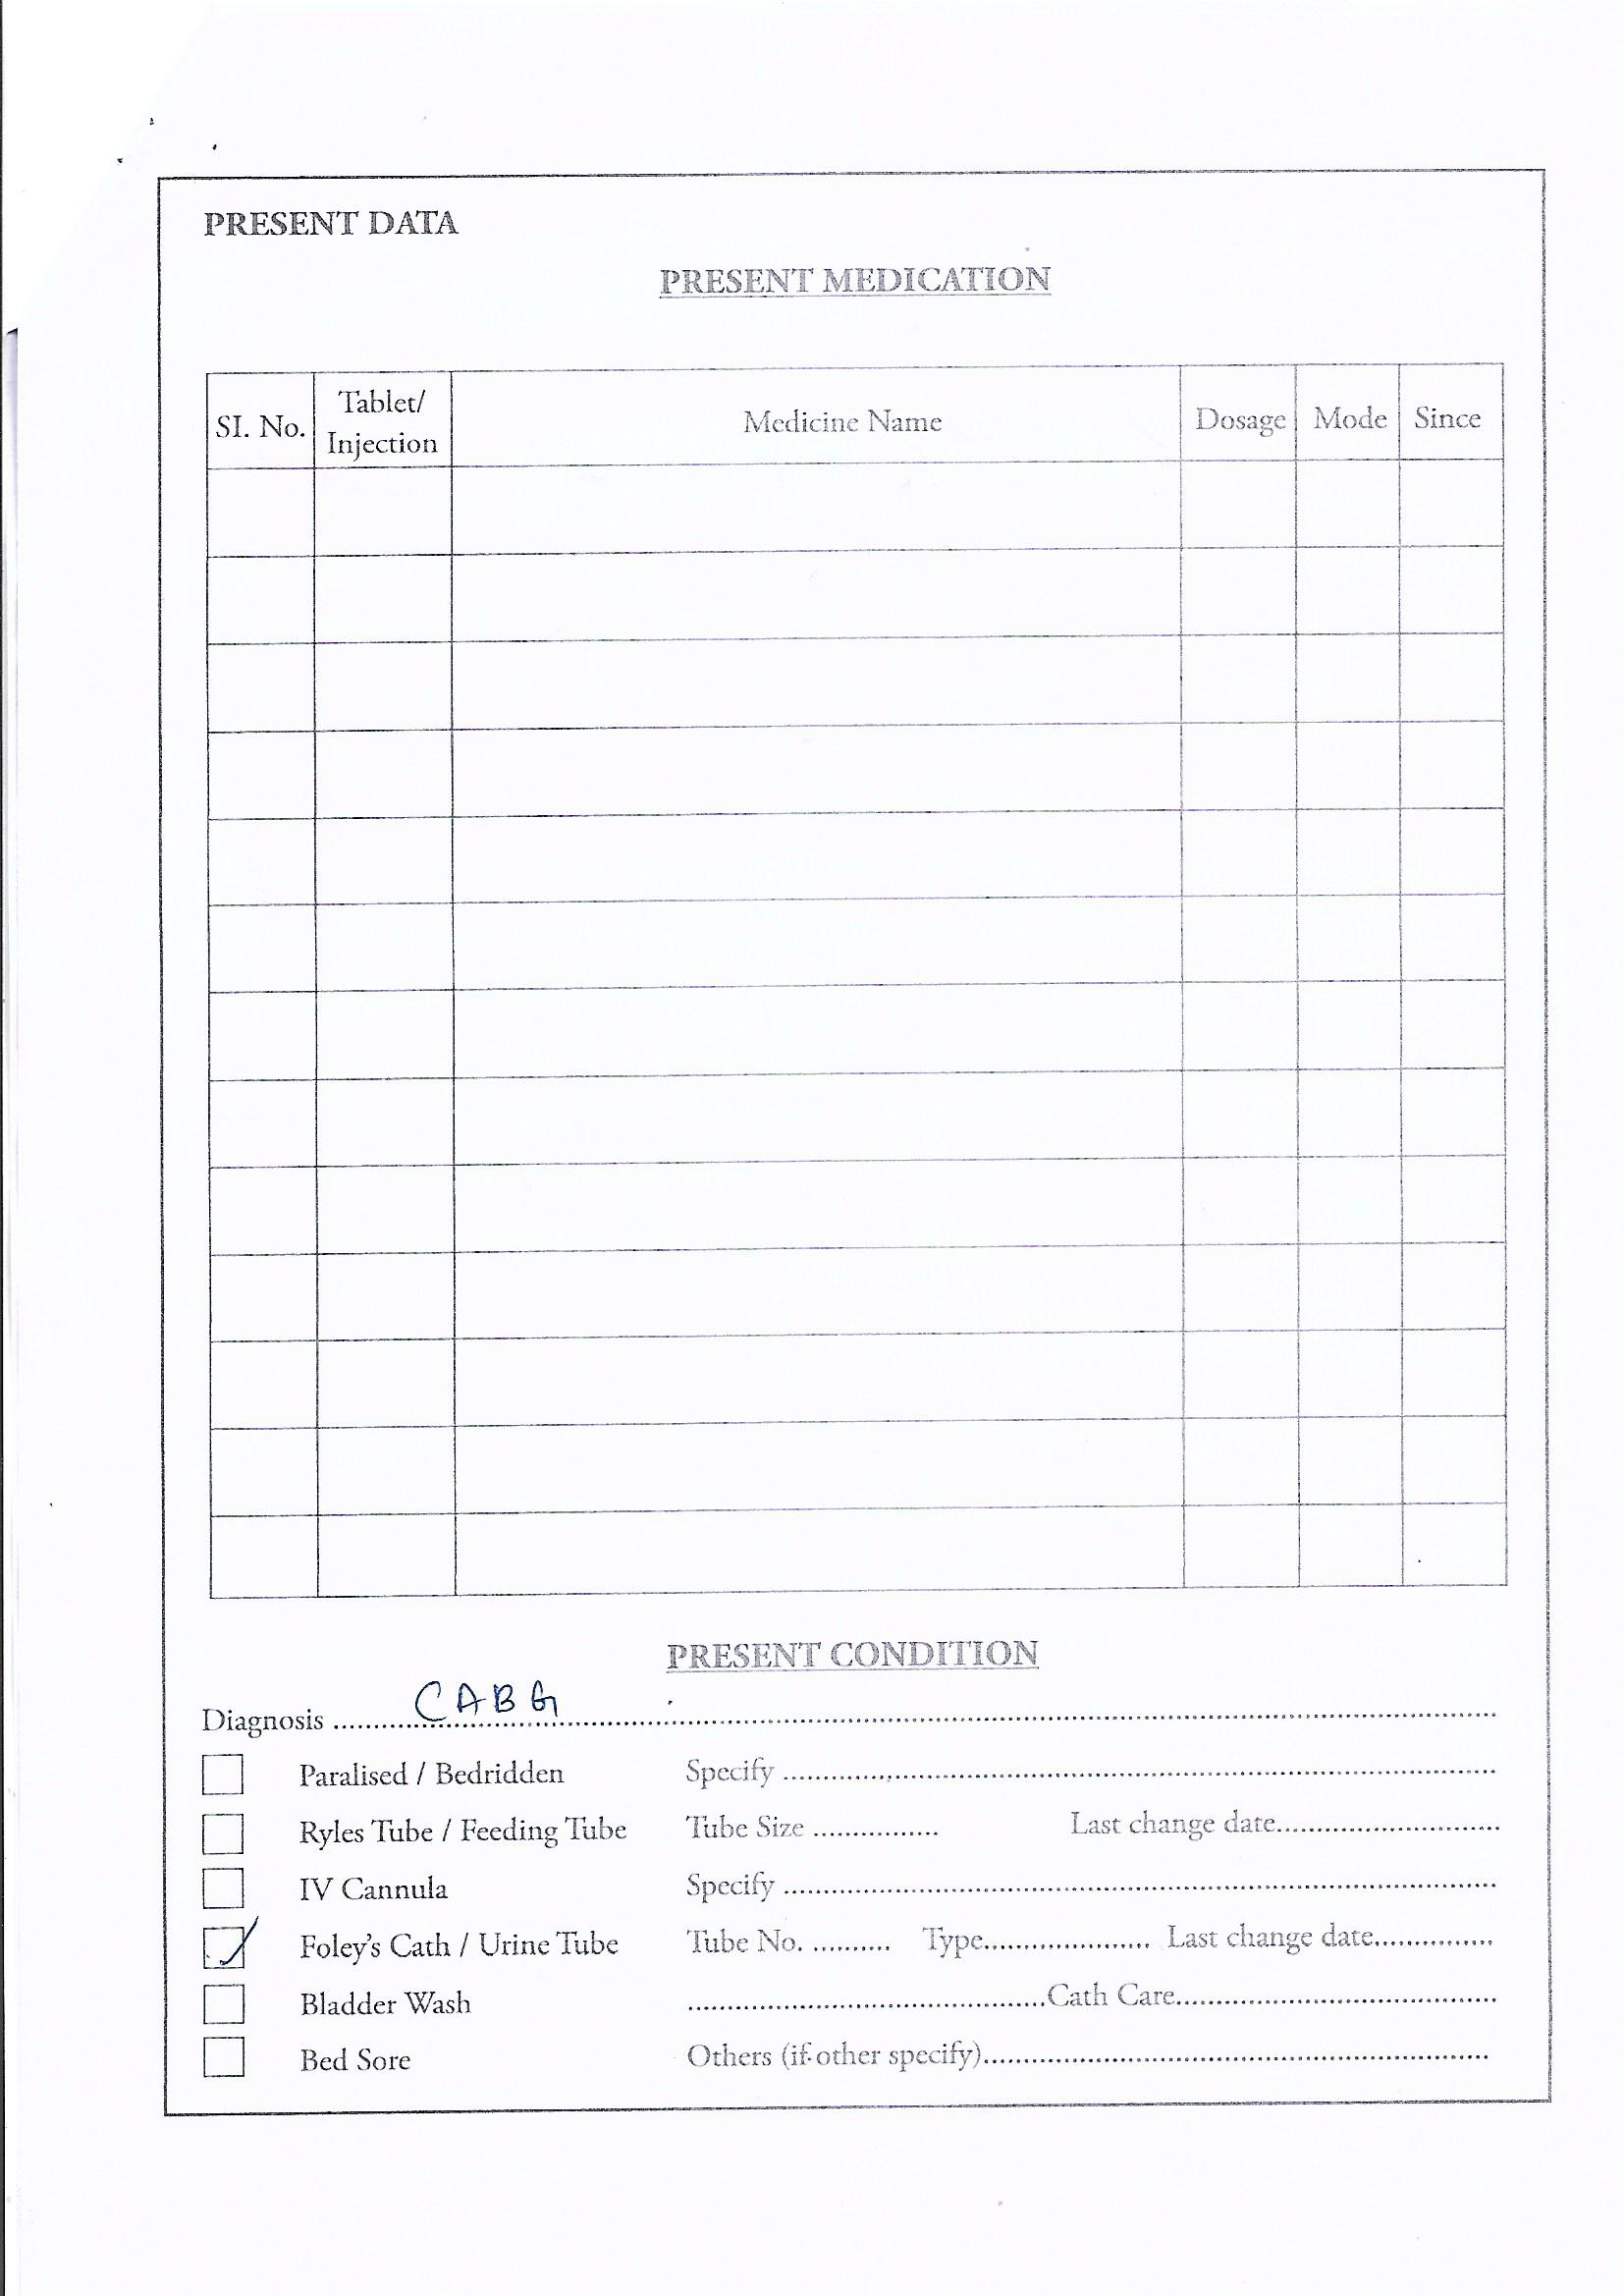 PRESENT DATA
PRESENT MEDICATION
SI. No. Tablet/ Injection Medicine Name Dosage Mode Since
PRESENT CONDITION
Diagnosis ........CABG........
Paralised / Bedridden Specify ........
Ryles Tube / Feeding Tube Tube Size ........ Last change date........
IV Cannula Specify ........
Foley's Cath / Urine Tube Tube No. ........ Type........ Last change date........
Bladder Wash ........Cath Care........
Bed Sore Others (if other specify)........